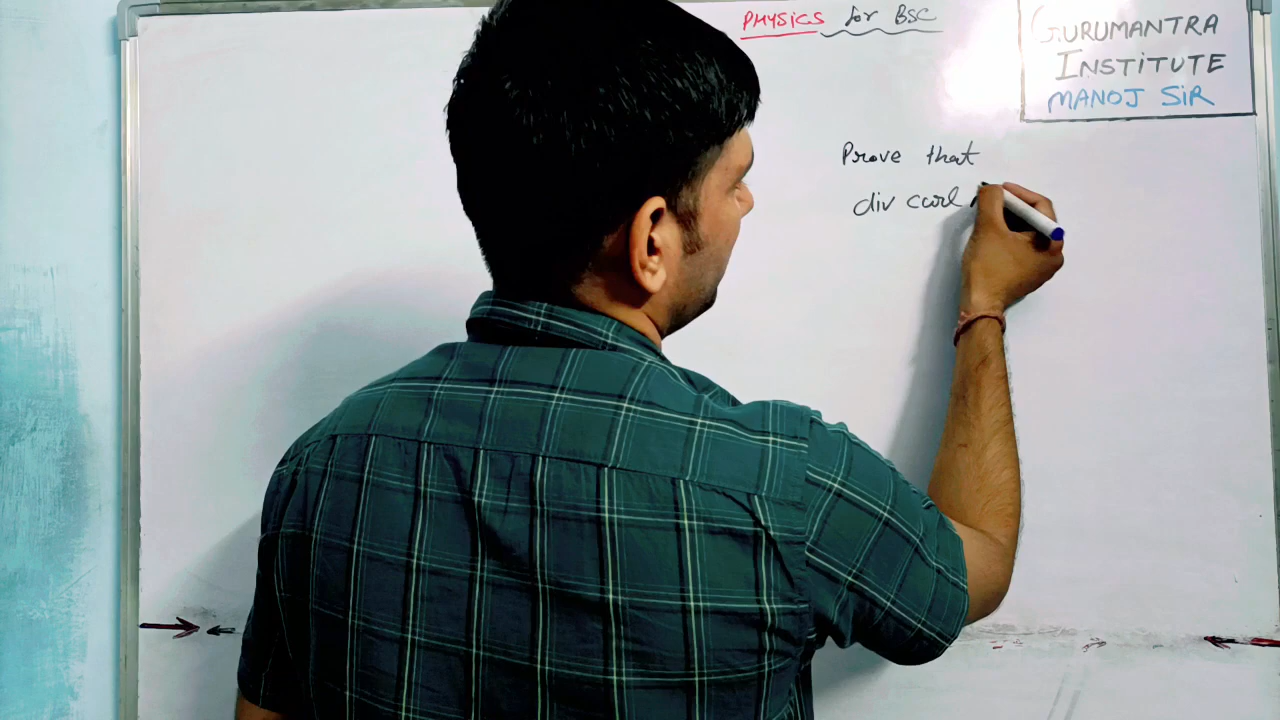 PHYSICS for BSC
GURUMANTRA
INSTITUTE
MANOJ SIR
Prove that
div curl